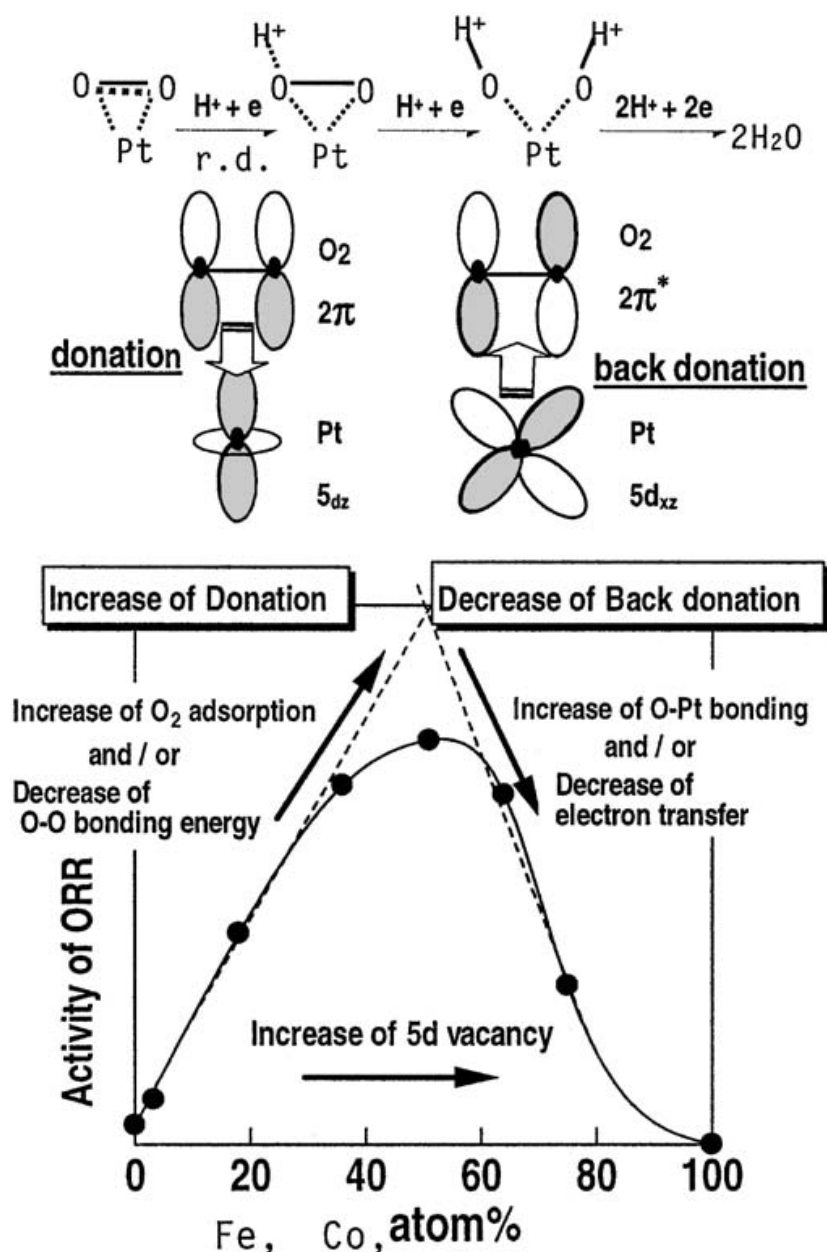 H⁺ H⁺ H⁺
O O O O O O
H⁺ + e H⁺ + e 2H⁺ + 2e
Pt r.d. Pt Pt 2H₂O
O₂ O₂
2π 2π*
donation back donation
Pt Pt
5dz 5dxz
Increase of Donation Decrease of Back donation
Increase of O₂ adsorption
and / or
Decrease of
O-O bonding energy
Increase of O-Pt bonding
and / or
Decrease of
electron transfer
Activity of ORR
Increase of 5d vacancy
0 20 40 60 80 100
Fe, Co, atom%